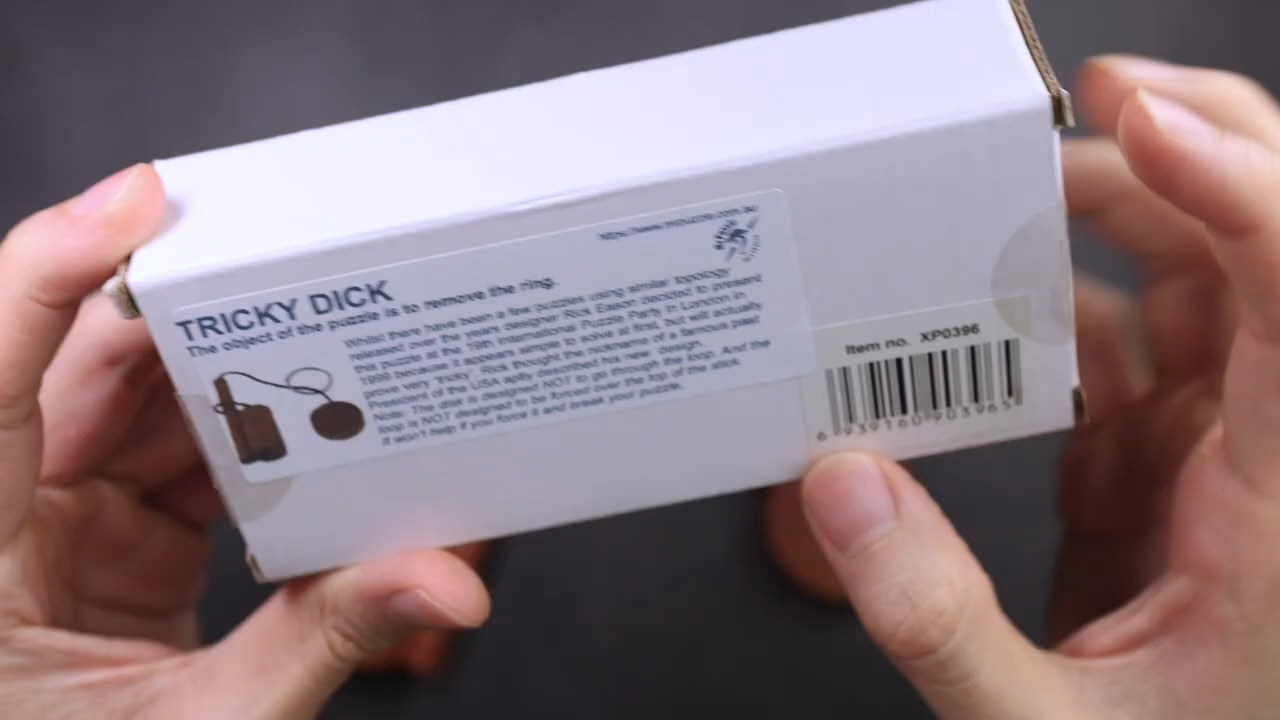 TRICKY DICK
The object of the puzzle is to remove the ring.
Whilst there have been a few puzzles using similar topology
released over the years designer Rick Eason decided to present
this puzzle at the 19th International Puzzle Party in London in
1999 because it appears simple to solve at first, but will actually
prove very 'tricky'. Rick thought the nickname of a famous past
President of the USA aptly described his new design.
Note: The disk is designed NOT to go through the loop. And the
loop is NOT designed to be forced over the top of the stick.
It won't help if you force it and break your puzzle.
Item no. XP0396
6 939160 903965